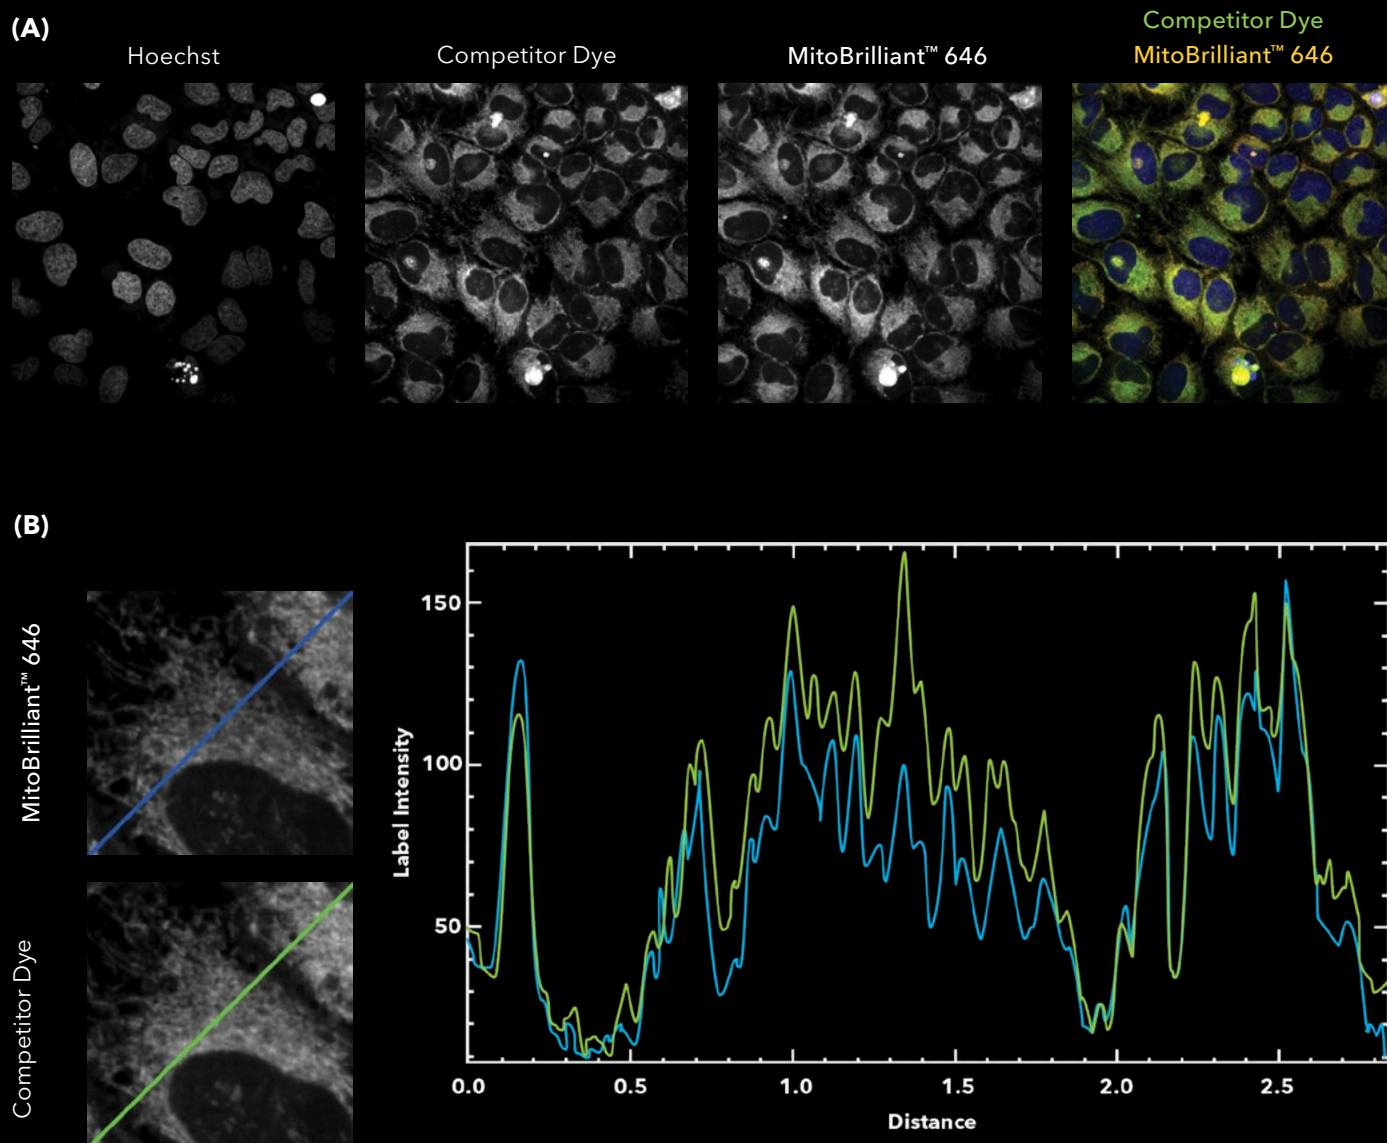 (A)
Competitor Dye
Hoechst
Competitor Dye
MitoBrilliant™ 646
MitoBrilliant™ 646
(B)
MitoBrilliant™ 646
Competitor Dye
Label Intensity
150
100
50
0.0
0.5
1.0
1.5
2.0
2.5
Distance